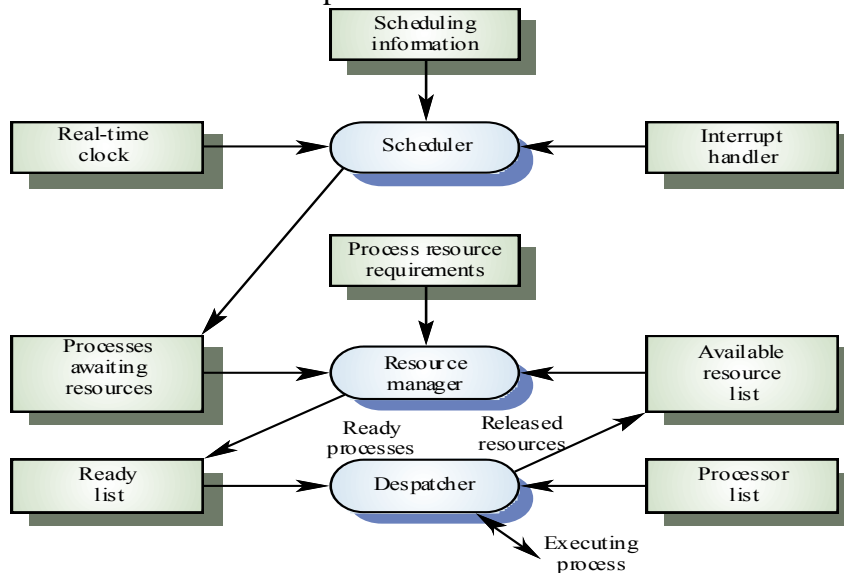 Scheduling
information
Real-time
clock
Scheduler
Interrupt
handler
Process resource
requirements
Processes
awaiting
resources
Resource
manager
Available
resource
list
Ready
processes
Released
resources
Ready
list
Despatcher
Processor
list
Executing
process